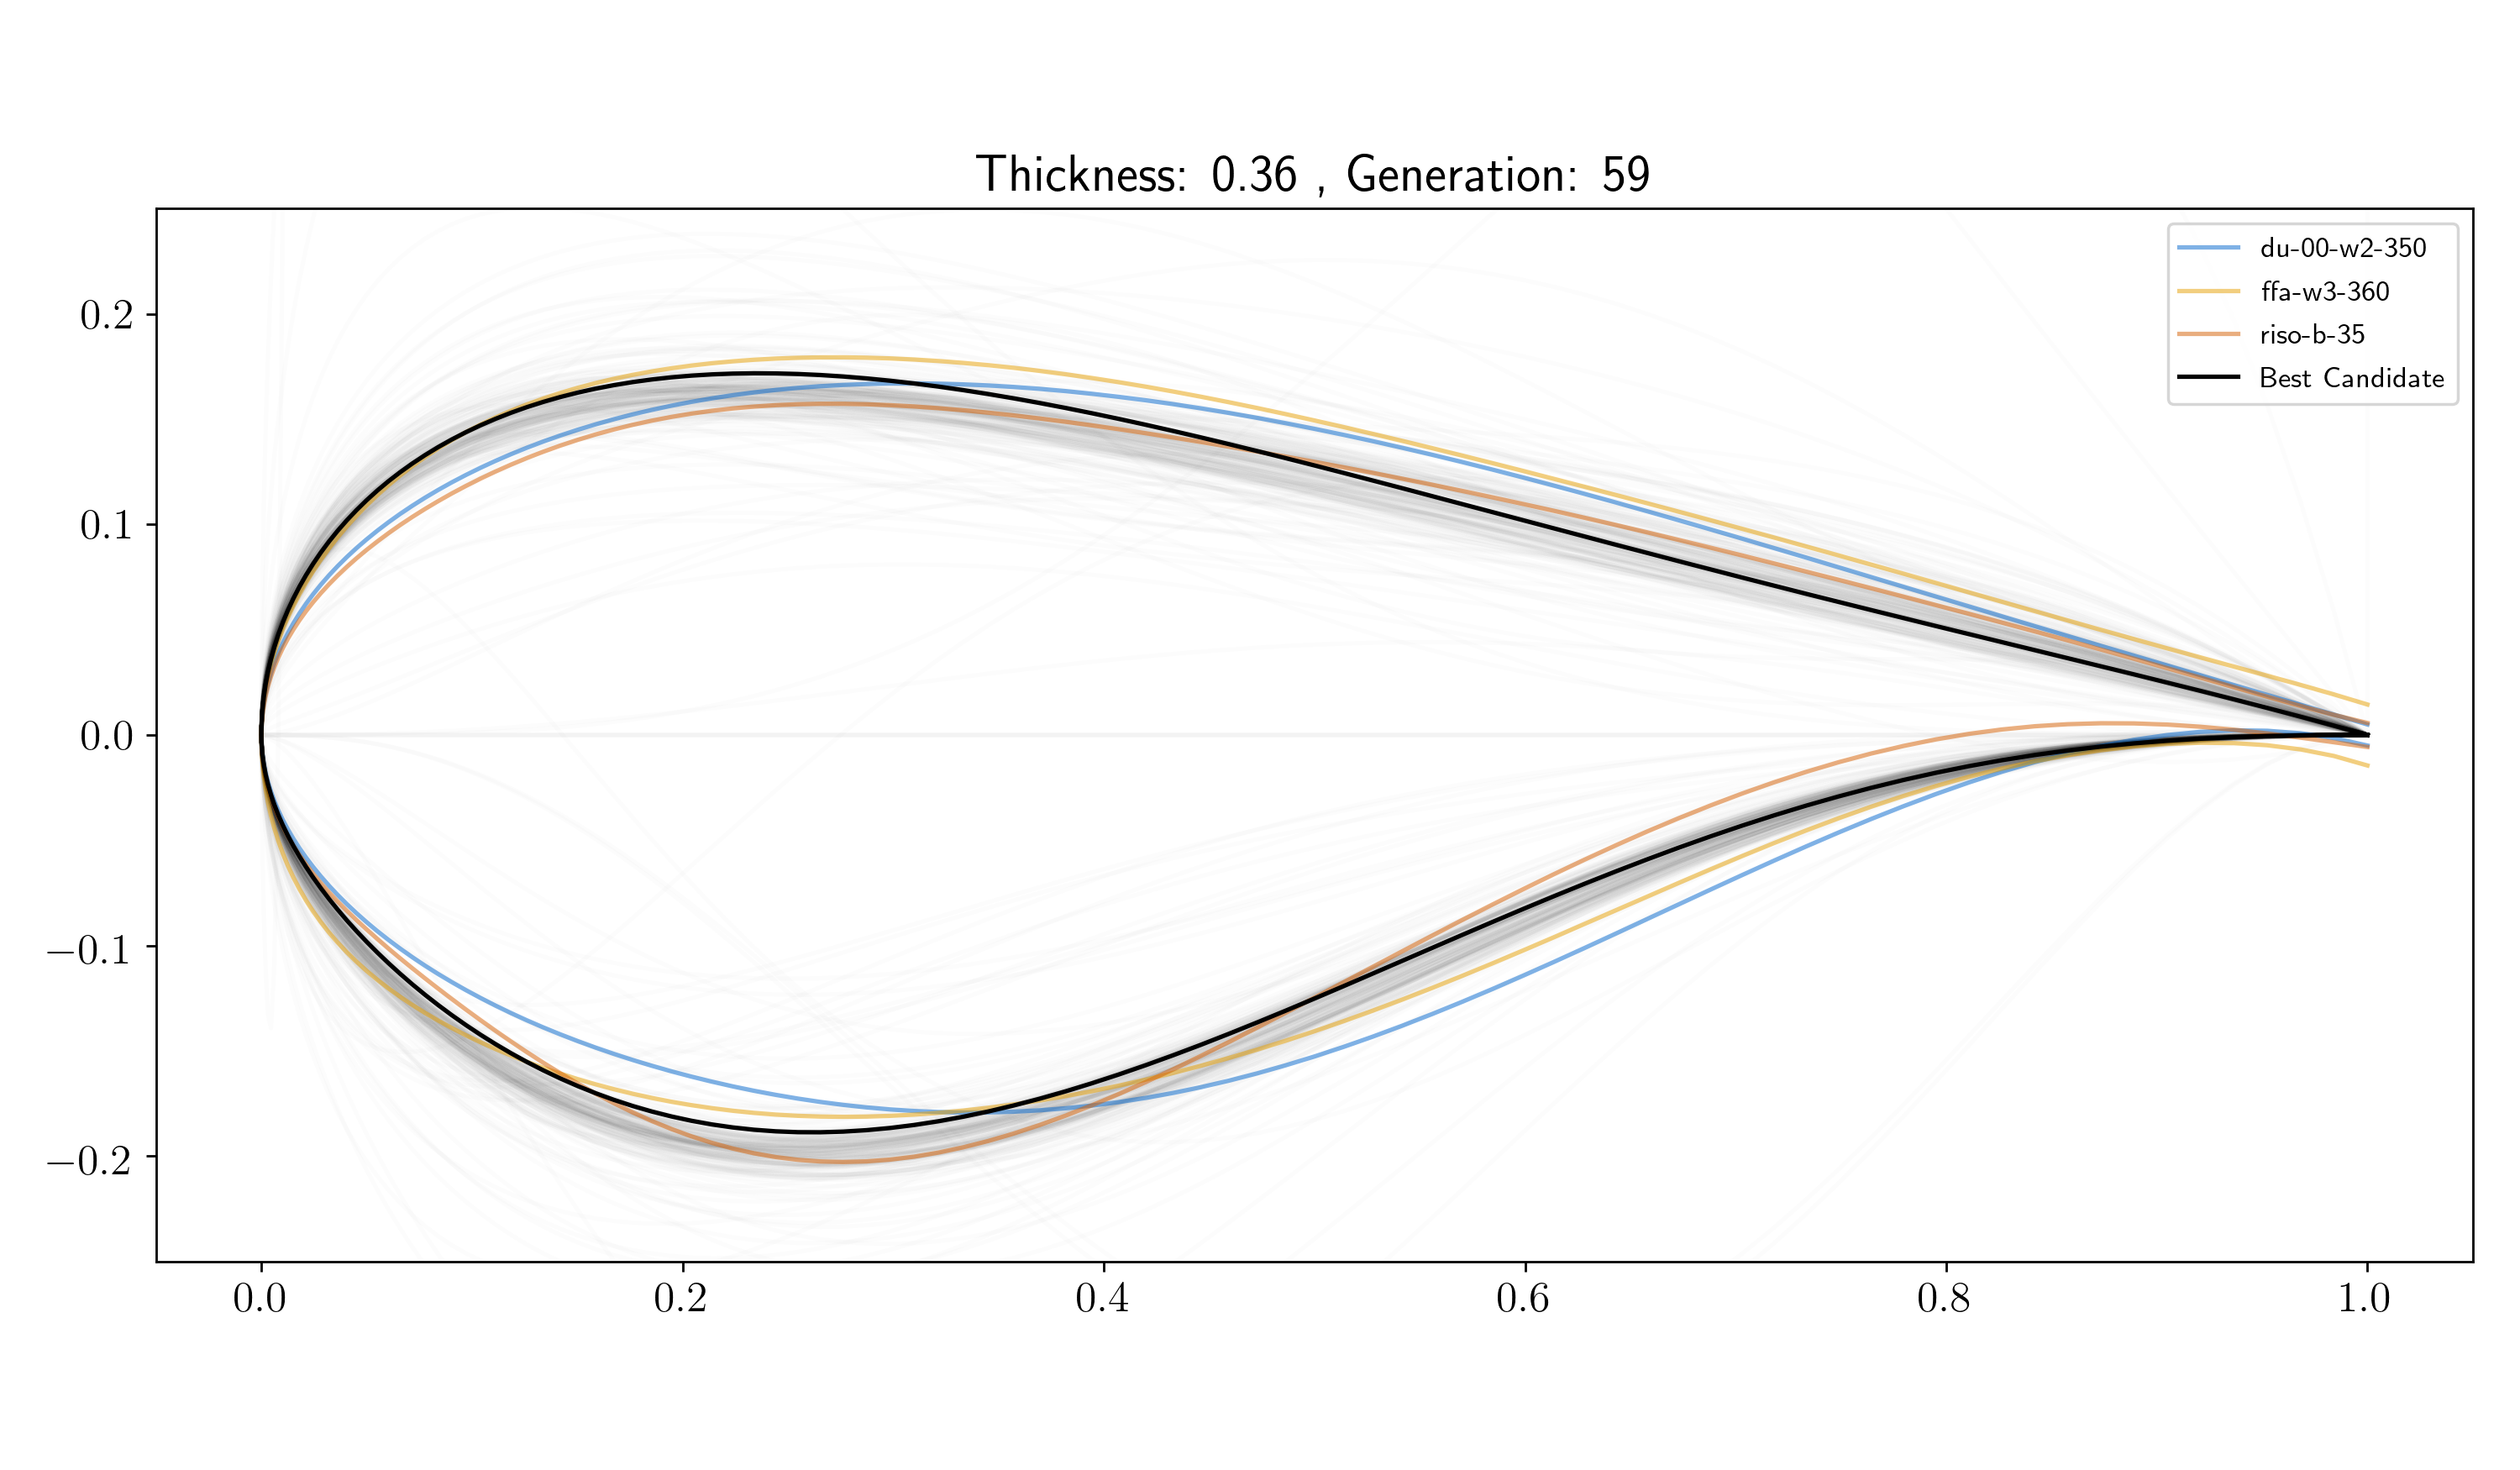 Thickness: 0.36 , Generation: 59
du-00-w2-350
ffa-w3-360
riso-b-35
Best Candidate
0.2
0.1
0.0
−0.1
−0.2
0.0 0.2 0.4 0.6 0.8 1.0